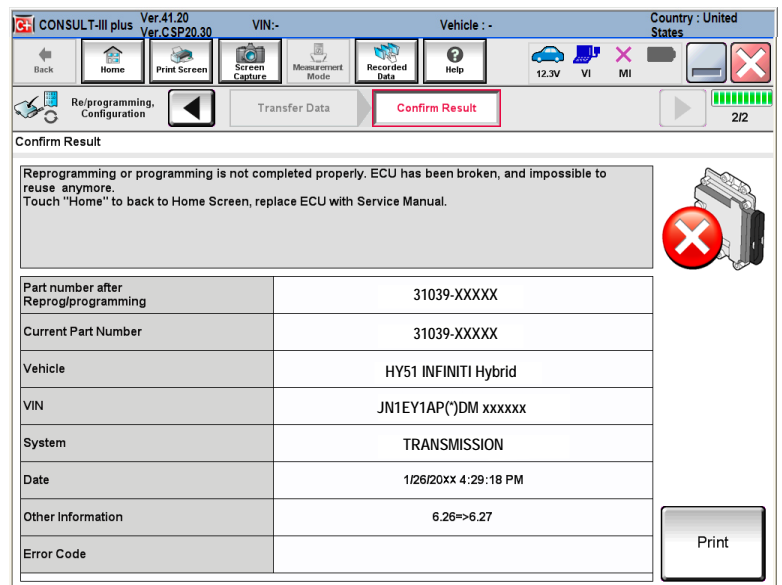 C+ CONSULT-III plus Ver.41.20 VIN:- Vehicle : - Country : United
Ver.CSP20.30 States
Back Home Print Screen Screen Capture Measurement Mode Recorded Data Help 12.3V VI MI
Re/programming, Configuration Transfer Data Confirm Result 2/2
Confirm Result
Reprogramming or programming is not completed properly. ECU has been broken, and impossible to
reuse anymore.
Touch "Home" to back to Home Screen, replace ECU with Service Manual.
Part number after
Reprog/programming 31039-XXXXX
Current Part Number 31039-XXXXX
Vehicle HY51 INFINITI Hybrid
VIN JN1EY1AP(*)DM xxxxxx
System TRANSMISSION
Date 1/26/20xx 4:29:18 PM
Other Information 6.26=>6.27
Error Code
Print